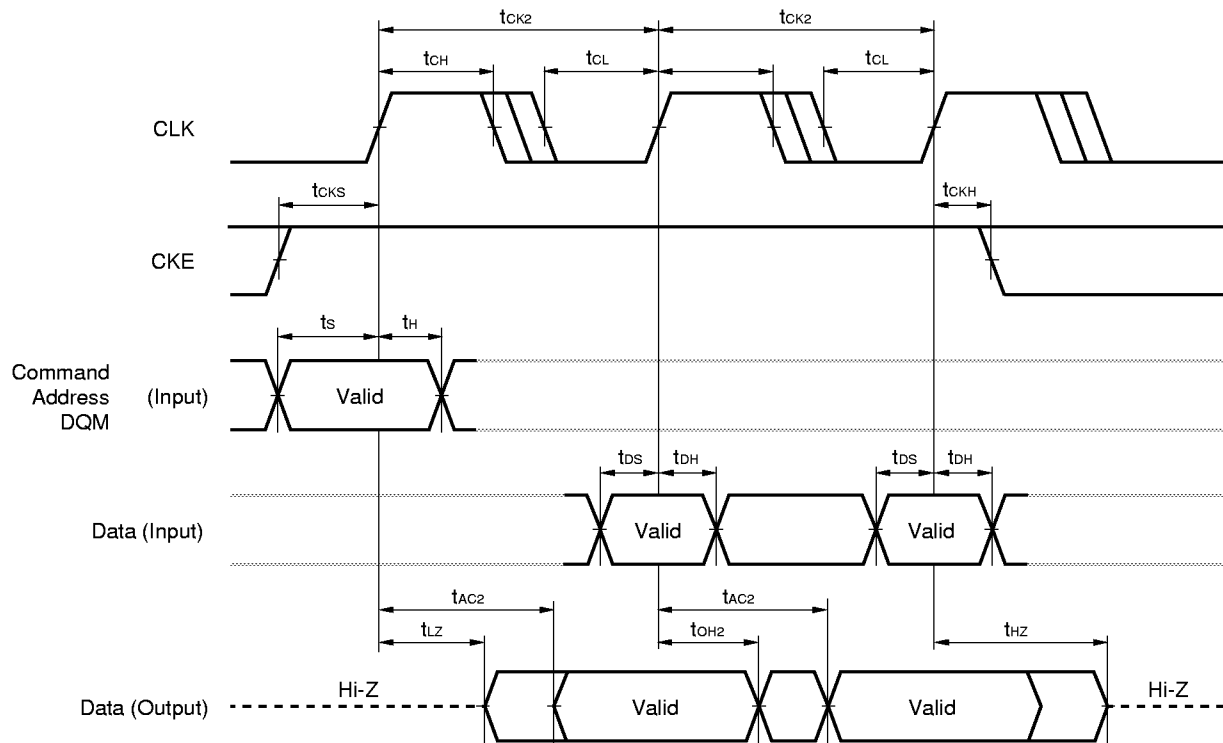 tCK2 tCK2
tCH tCL tCL
CLK
tCKS tCKH
CKE
tS tH
Command
Address (Input) Valid
DQM
tDS tDH tDS tDH
Data (Input) Valid Valid
tAC2 tAC2
tLZ tOH2 tHZ
Hi-Z Hi-Z
Data (Output) Valid Valid